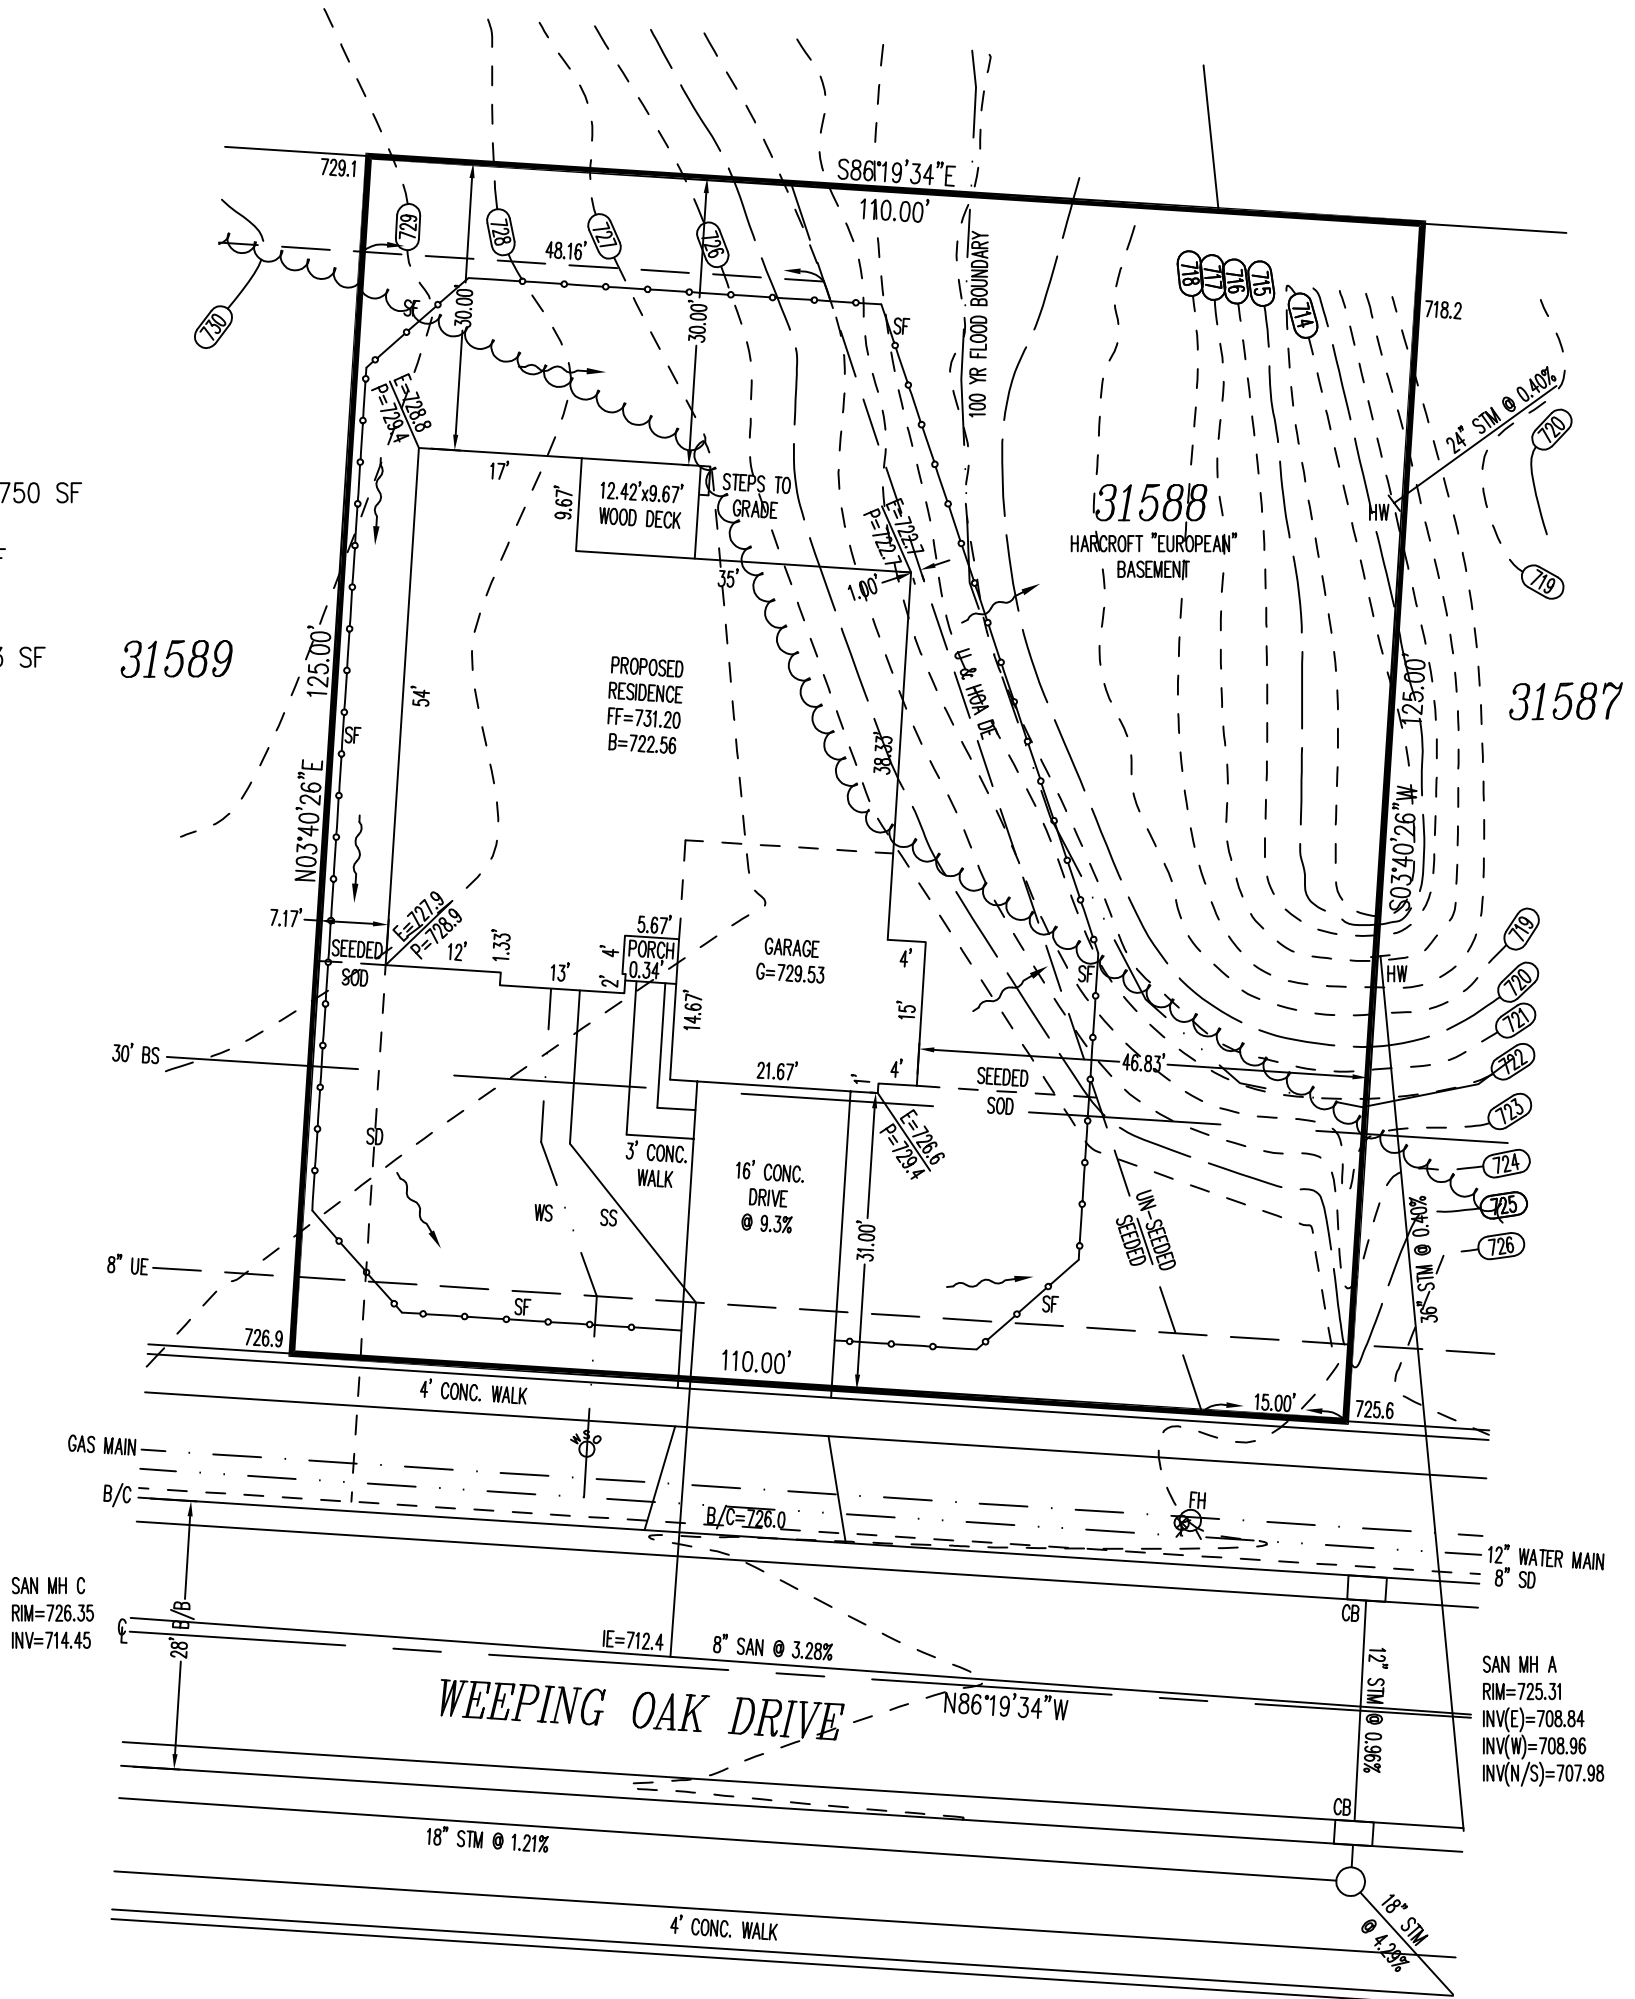 729.1
S86°19'34"E
110.00'
729
728
727
726
48.16'
730
SF
30.00'
30.00'
SF
100 YR FLOOD BOUNDARY
718
717
716
715
714
718.2
24" STM @ 0.40%
720
719
HW
E=728.8
P=729.4
750 SF
SF
31589
17'
9.67'
12.42'x9.67'
WOOD DECK
STEPS TO
GRADE
E=722.7
P=722.7
1.00'
35'
31588
HARCROFT "EUROPEAN"
BASEMENT
31587
125.00'
N03°40'26"E
SF
54'
PROPOSED
RESIDENCE
FF=731.20
B=722.56
38.33'
U & HOA DE
125.00'
S03°40'26"W
7.17'
SEEDED
SOD
E=727.9
P=728.9
12'
1.33'
13'
2'
4'
5.67'
PORCH
0.34'
14.67'
GARAGE
G=729.53
4'
15'
4'
1'
21.67'
SF
HW
46.83'
719
720
721
722
723
724
725
726
30' BS
SEEDED
SOD
E=726.6
P=729.4
SD
WS
SS
3' CONC.
WALK
16' CONC.
DRIVE
@ 9.3%
31.00'
UN-SEEDED
SEEDED
36" STM @ 0.40%
8" UE
SF
SF
726.9
110.00'
15.00'
725.6
4' CONC. WALK
GAS MAIN
WSO
B/C
B/C=726.0
FH
12" WATER MAIN
8" SD
SAN MH C
RIM=726.35
INV=714.45
28' B/B
CL
IE=712.4
8" SAN @ 3.28%
WEEPING OAK DRIVE
N86°19'34"W
CB
12" STM @ 0.96%
CB
SAN MH A
RIM=725.31
INV(E)=708.84
INV(W)=708.96
INV(N/S)=707.98
18" STM @ 1.21%
4' CONC. WALK
18" STM
@ 4.29%